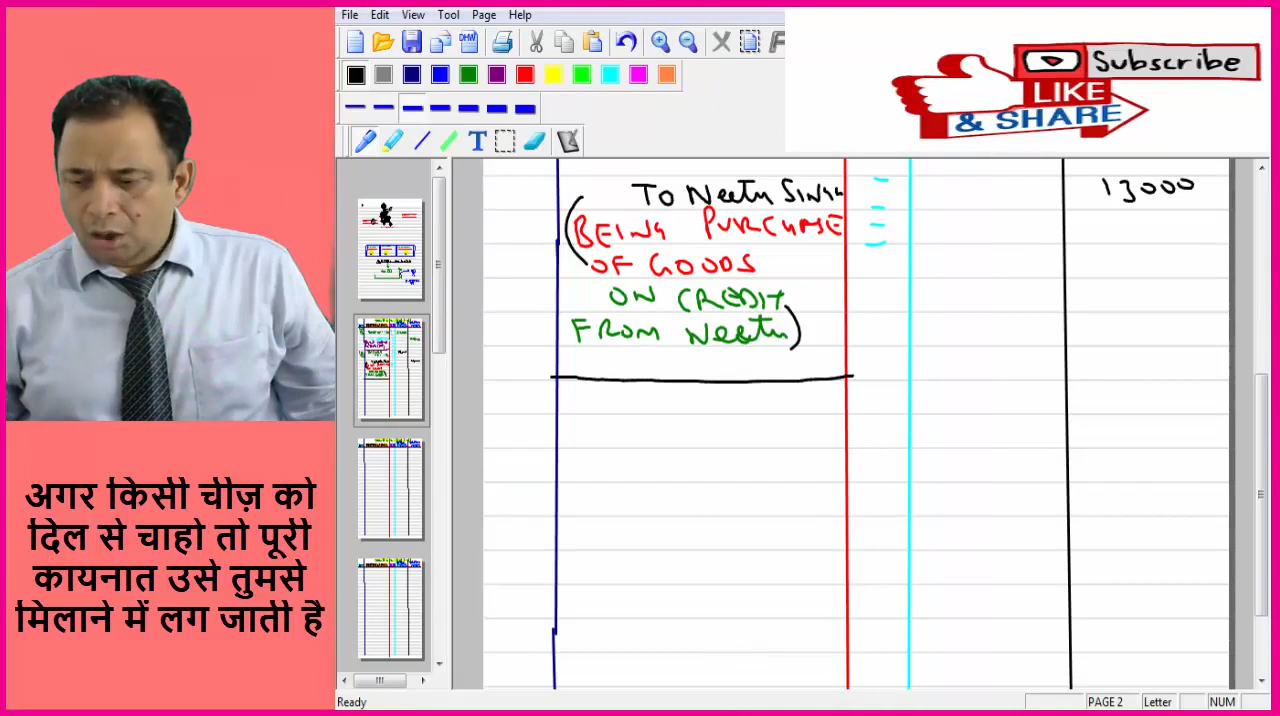 File Edit View Tool Page Help
Subscribe
LIKE
& SHARE
TO Neetu SINGH 13000
(BEING PURCHASE
OF GOODS
ON CREDIT
FROM Neetu)
अगर किसी चीज़ को
दिल से चाहो तो पूरी
कायनात उसे तुमसे
मिलाने में लग जाती है
Ready PAGE 2 Letter NUM